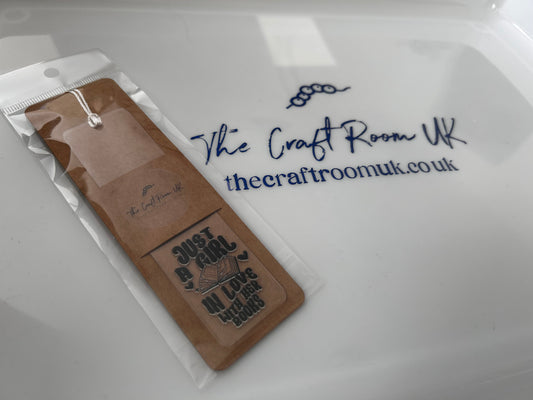 The Craft Room UK
thecraftroomuk.co.uk
The Craft Room UK
JUST
A GIRL
IN LOVE
WITH HER
BOOKS